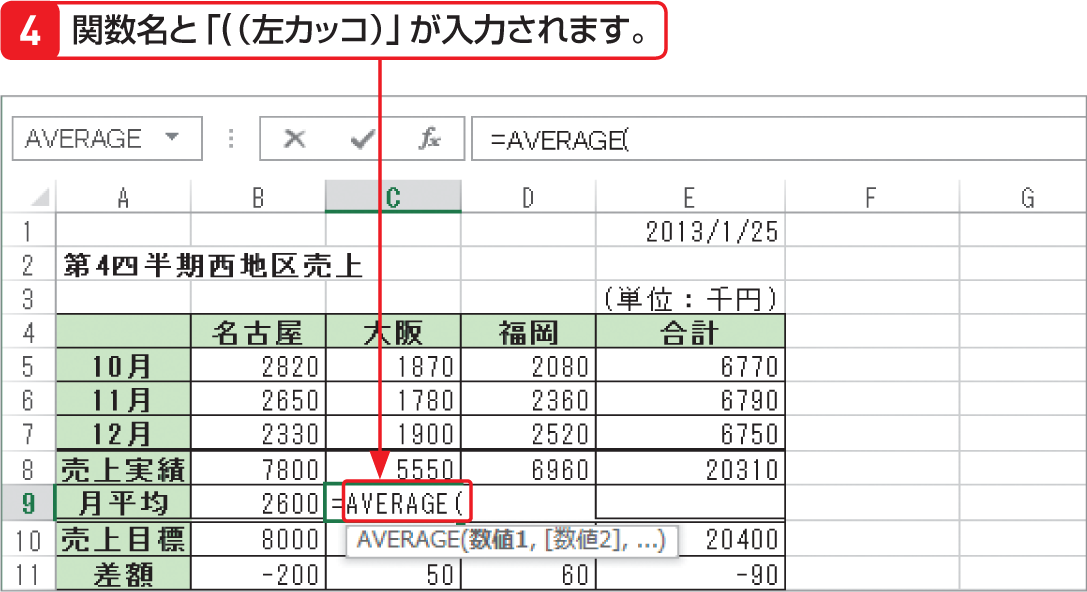 4 関数名と「(（左カッコ）」が入力されます。
AVERAGE fx =AVERAGE(
A B C D E F G
1 2013/1/25
2 第4四半期西地区売上
3 (単位：千円)
4 名古屋 大阪 福岡 合計
5 10月 2820 1870 2080 6770
6 11月 2650 1780 2360 6790
7 12月 2330 1900 2520 6750
8 売上実績 7800 5550 6960 20310
9 月平均 2600 =AVERAGE(
10 売上目標 8000 AVERAGE(数値1, [数値2], ...) 20400
11 差額 -200 50 60 -90